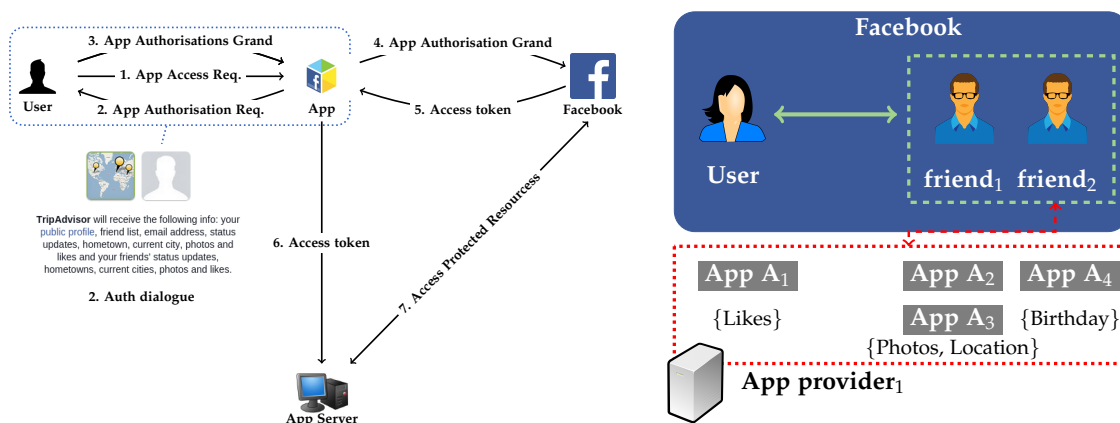 3. App Authorisations Grand
1. App Access Req.
2. App Authorisation Req.
User
App
4. App Authorisation Grand
5. Access token
Facebook
TripAdvisor will receive the following info: your
public profile, friend list, email address, status
updates, hometown, current city, photos and
likes and your friends' status updates,
hometowns, current cities, photos and likes.
2. Auth dialogue
6. Access token
7. Access Protected Resourcess
App Server
Facebook
User
friend1 friend2
App A1
App A2
App A4
{Likes}
App A3
{Birthday}
{Photos, Location}
App provider1